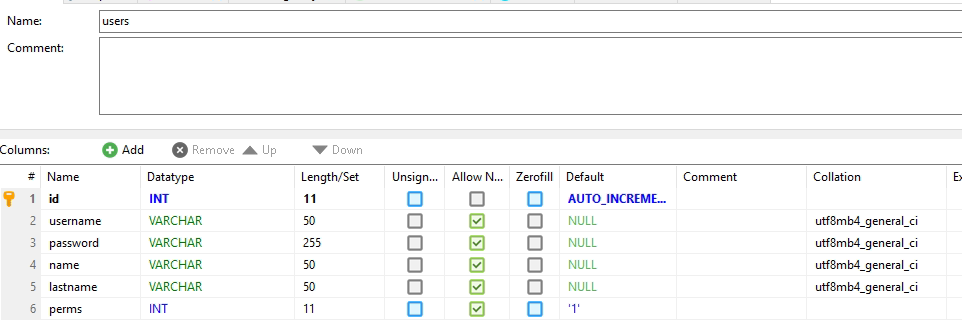 Name: users
Comment:
Columns: Add Remove Up Down
# Name Datatype Length/Set Unsign... Allow N... Zerofill Default Comment Collation Ex
1 id INT 11 AUTO_INCREME...
2 username VARCHAR 50 NULL utf8mb4_general_ci
3 password VARCHAR 255 NULL utf8mb4_general_ci
4 name VARCHAR 50 NULL utf8mb4_general_ci
5 lastname VARCHAR 50 NULL utf8mb4_general_ci
6 perms INT 11 '1'